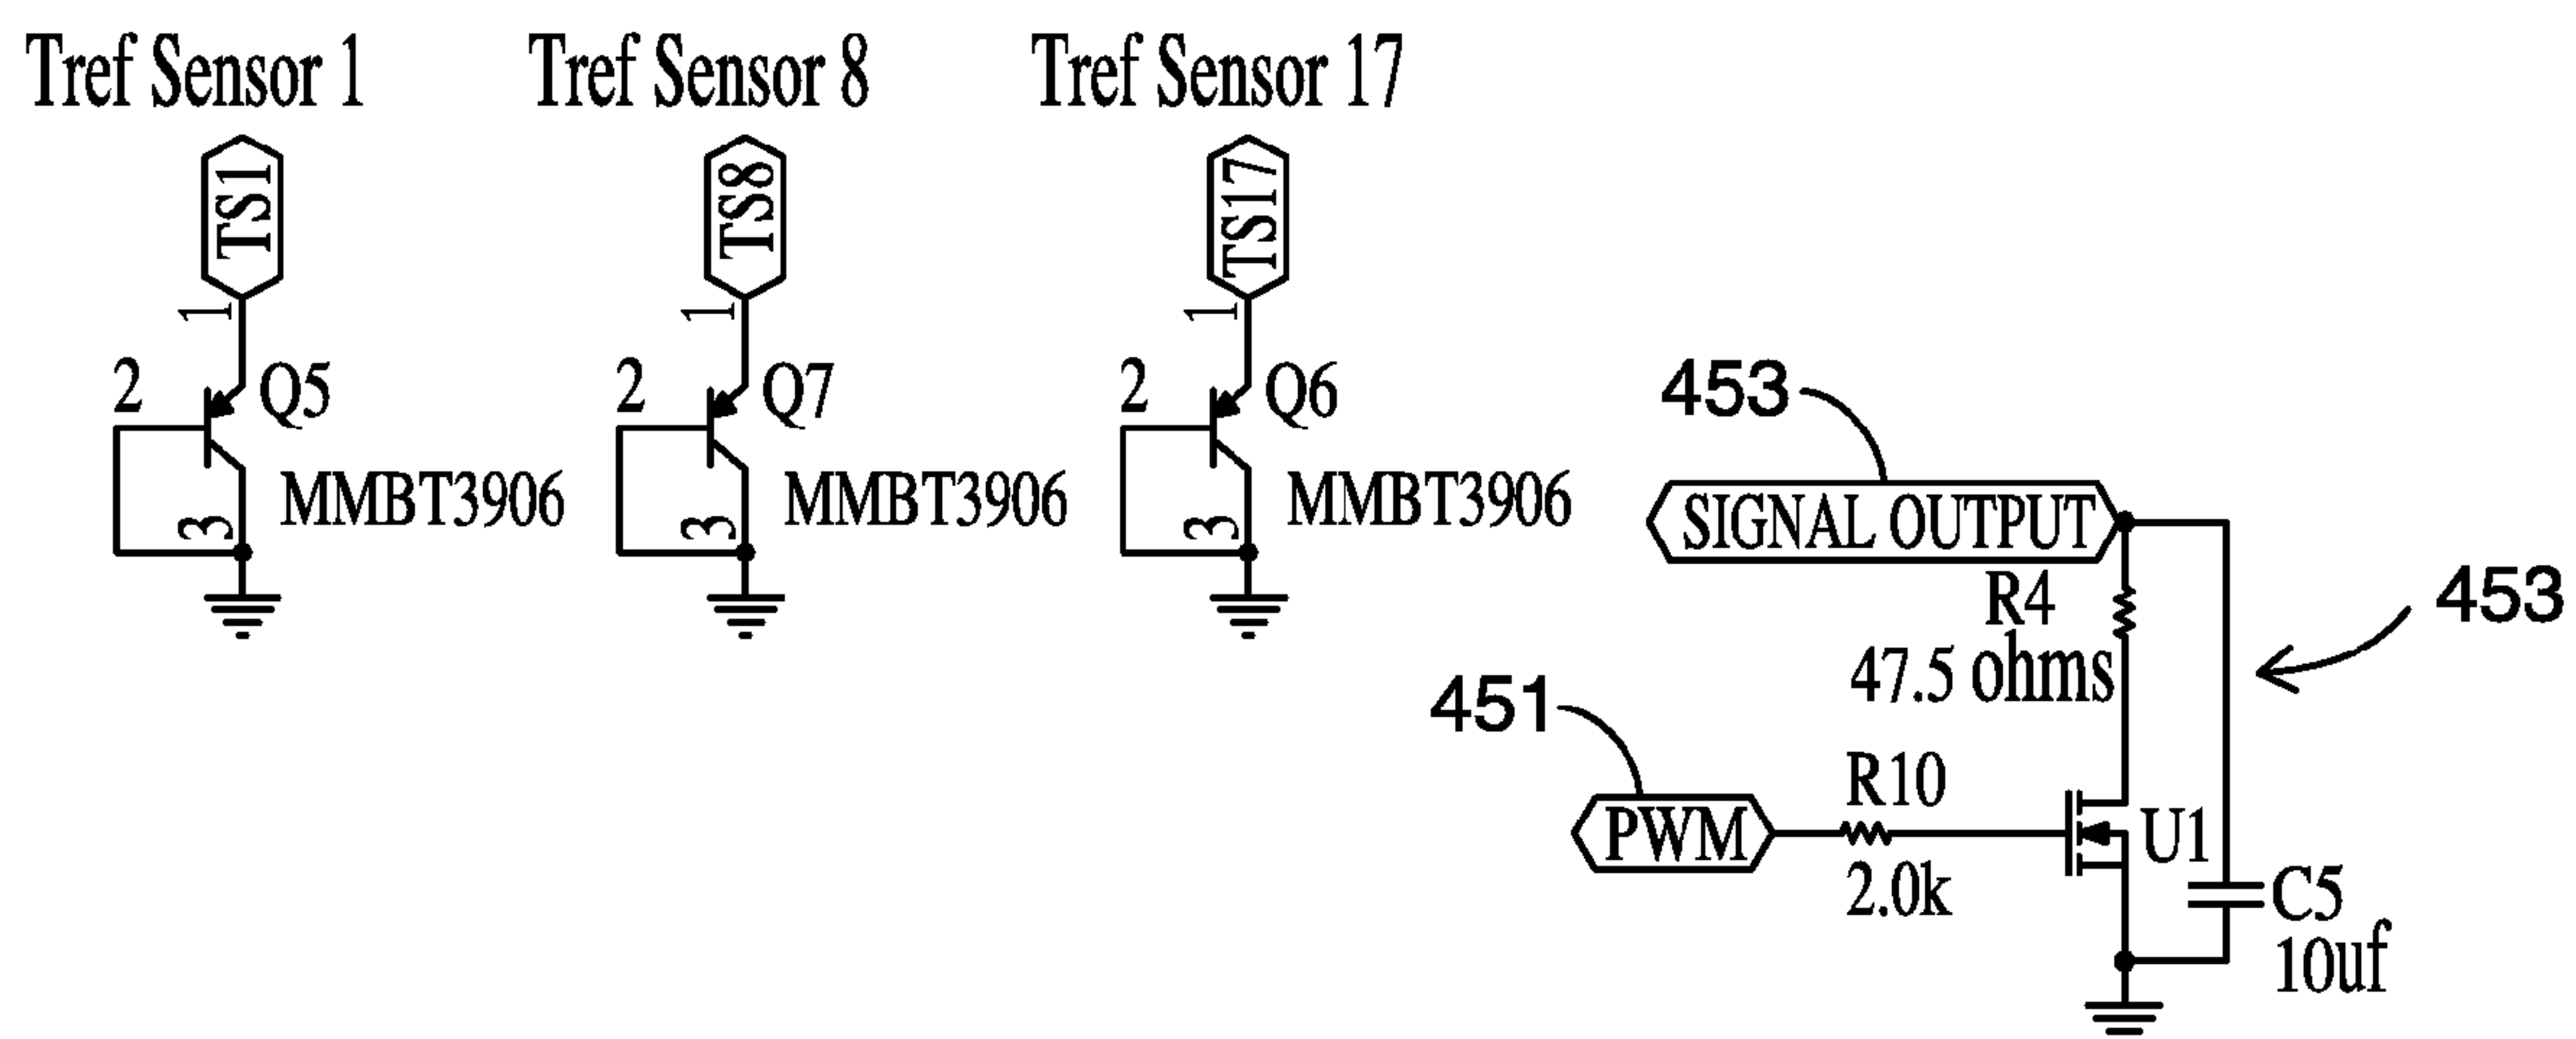 Tref Sensor 1
Tref Sensor 8
Tref Sensor 17
TS1
TS8
TS17
1
1
1
2
Q5
2
Q7
2
Q6
MMBT3906
MMBT3906
MMBT3906
3
3
3
453
SIGNAL OUTPUT
R4
47.5 ohms
453
451
PWM
R10
2.0k
U1
C5
10uf